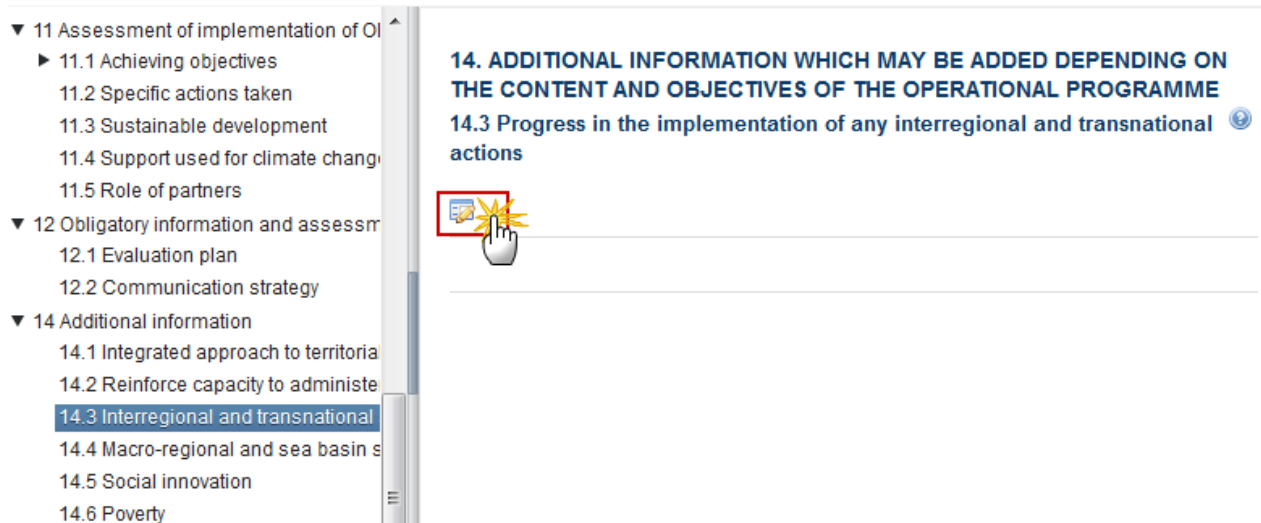 11 Assessment of implementation of
11.1 Achieving objectives
11.2 Specific actions taken
11.3 Sustainable development
11.4 Support used for climate
11.5 Role of partners
12 Obligatory information and
12.1 Evaluation plan
12.2 Communication strategy
14 Additional information
14.1 Integrated approach to
14.2 Reinforce capacity to
14.3 Interregional and transnational
14.4 Macro-regional and sea basin
14.5 Social innovation
14.6 Poverty
14. ADDITIONAL INFORMATION WHICH MAY BE ADDED DEPENDING ON
THE CONTENT AND OBJECTIVES OF THE OPERATIONAL PROGRAMME
14.3 Progress in the implementation of any interregional and transnational
actions